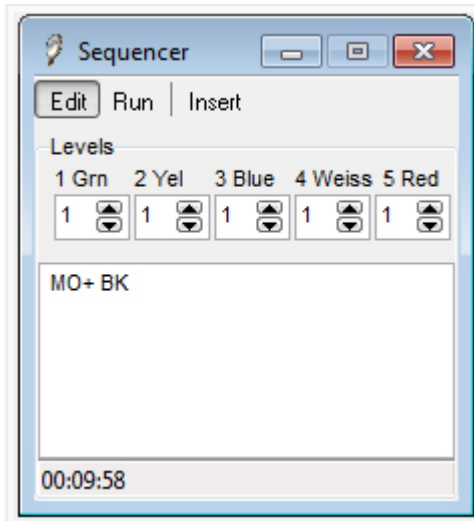 Sequencer
Edit Run Insert
Levels
1 Grn 2 Yel 3 Blue 4 Weiss 5 Red
1 1 1 1 1
MO+ BK
00:09:58